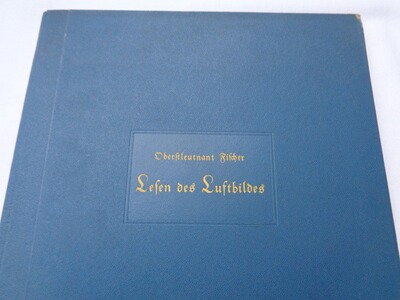 Oberstleutnant Fischer
Lesen des Luftbildes